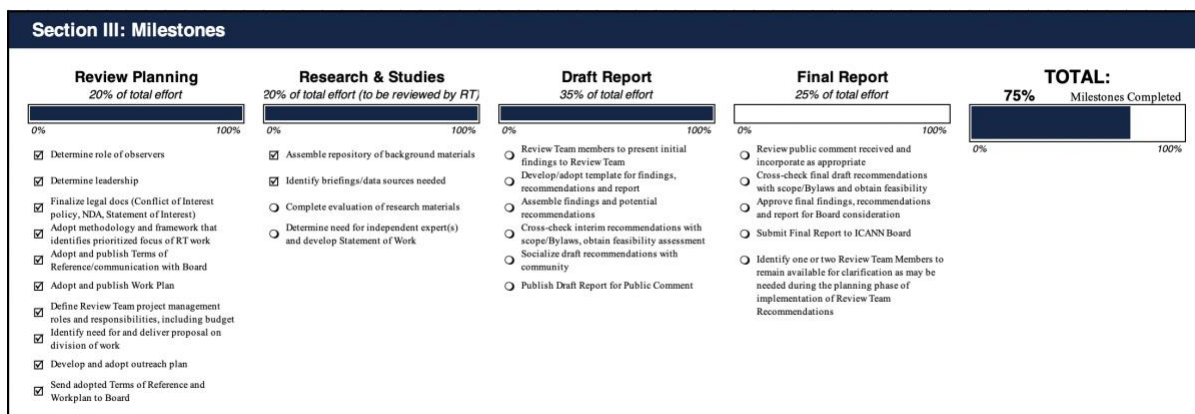 Section III: Milestones
Review Planning
20% of total effort
0% 100%
Determine role of observers
Determine leadership
Finalize legal docs (Conflict of Interest
policy, NDA, Statement of Interest)
Adopt methodology and framework that
identifies prioritized focus of RT work
Adopt and publish Terms of
Reference/communication with Board
Adopt and publish Work Plan
Define Review Team project management
roles and responsibilities, including budget
Identify need for and deliver proposal on
division of work
Develop and adopt outreach plan
Send adopted Terms of Reference and
Workplan to Board
Research & Studies
20% of total effort (to be reviewed by RT)
0% 100%
Assemble repository of background materials
Identify briefings/data sources needed
Complete evaluation of research materials
Determine need for independent expert(s)
and develop Statement of Work
Draft Report
35% of total effort
0% 100%
Review Team members to present initial
findings to Review Team
Develop/adopt template for findings,
recommendations and report
Assemble findings and potential
recommendations
Cross-check interim recommendations with
scope/Bylaws, obtain feasibility assessment
Socialize draft recommendations with
community
Publish Draft Report for Public Comment
Final Report
25% of total effort
0% 100%
Review public comment received and
incorporate as appropriate
Cross-check final draft recommendations
with scope/Bylaws and obtain feasibility
Approve final findings, recommendations
and report for Board consideration
Submit Final Report to ICANN Board
Identify one or two Review Team Members to
remain available for clarification as may be
needed during the planning phase of
implementation of Review Team
Recommendations
TOTAL:
75% Milestones Completed
0% 100%